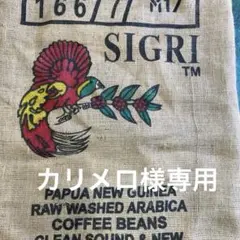 166/7/ M1/
SIGRI
TM
カリメロ様専用
PAPUA NEW GUINEA
RAW WASHED ARABICA
COFFEE BEANS
CLEAN SOUND & NEW